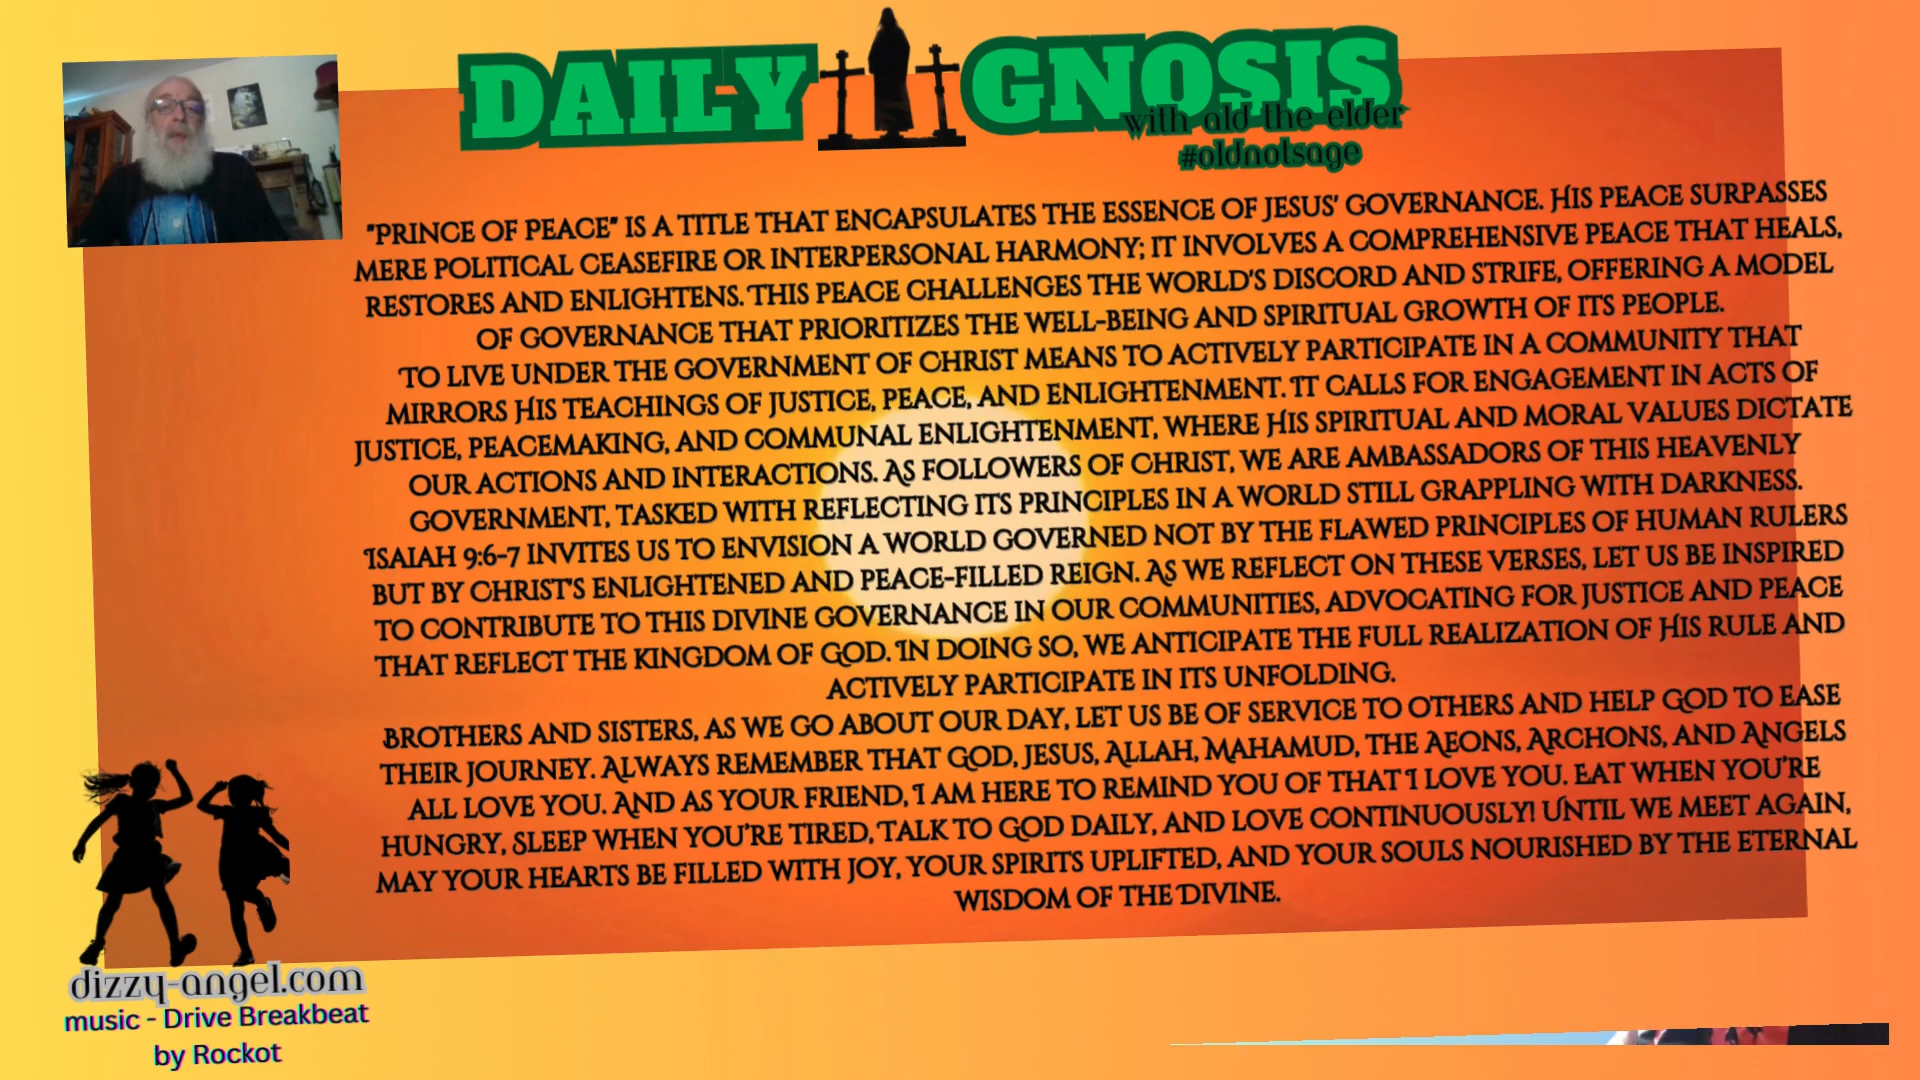 DAILY GNOSIS
with ald the elder
#oldnotsage
"Prince of Peace" is a title that encapsulates the essence of Jesus' governance. His peace surpasses
mere political ceasefire or interpersonal harmony; it involves a comprehensive peace that heals,
restores and enlightens. This peace challenges the world's discord and strife, offering a model
of governance that prioritizes the well-being and spiritual growth of its people.
To live under the government of Christ means to actively participate in a community that
mirrors His teachings of justice, peace, and enlightenment. It calls for engagement in acts of
justice, peacemaking, and communal enlightenment, where His spiritual and moral values dictate
our actions and interactions. As followers of Christ, we are ambassadors of this heavenly
government, tasked with reflecting its principles in a world still grappling with darkness.
Isaiah 9:6-7 invites us to envision a world governed not by the flawed principles of human rulers
but by Christ's enlightened and peace-filled reign. As we reflect on these verses, let us be inspired
to contribute to this divine governance in our communities, advocating for justice and peace
that reflect the kingdom of God. In doing so, we anticipate the full realization of His rule and
actively participate in its unfolding.
Brothers and sisters, as we go about our day, let us be of service to others and help God to ease
their journey. Always remember that God, Jesus, Allah, Mahamud, the Aeons, Archons, and Angels
all love you. And as your friend, I am here to remind you of that I love you. Eat when you're
hungry, Sleep when you're tired, talk to God daily, and love continuously! Until we meet again,
may your hearts be filled with joy, your spirits uplifted, and your souls nourished by the eternal
wisdom of the Divine.
dizzy-angel.com
music - Drive Breakbeat
by Rockot